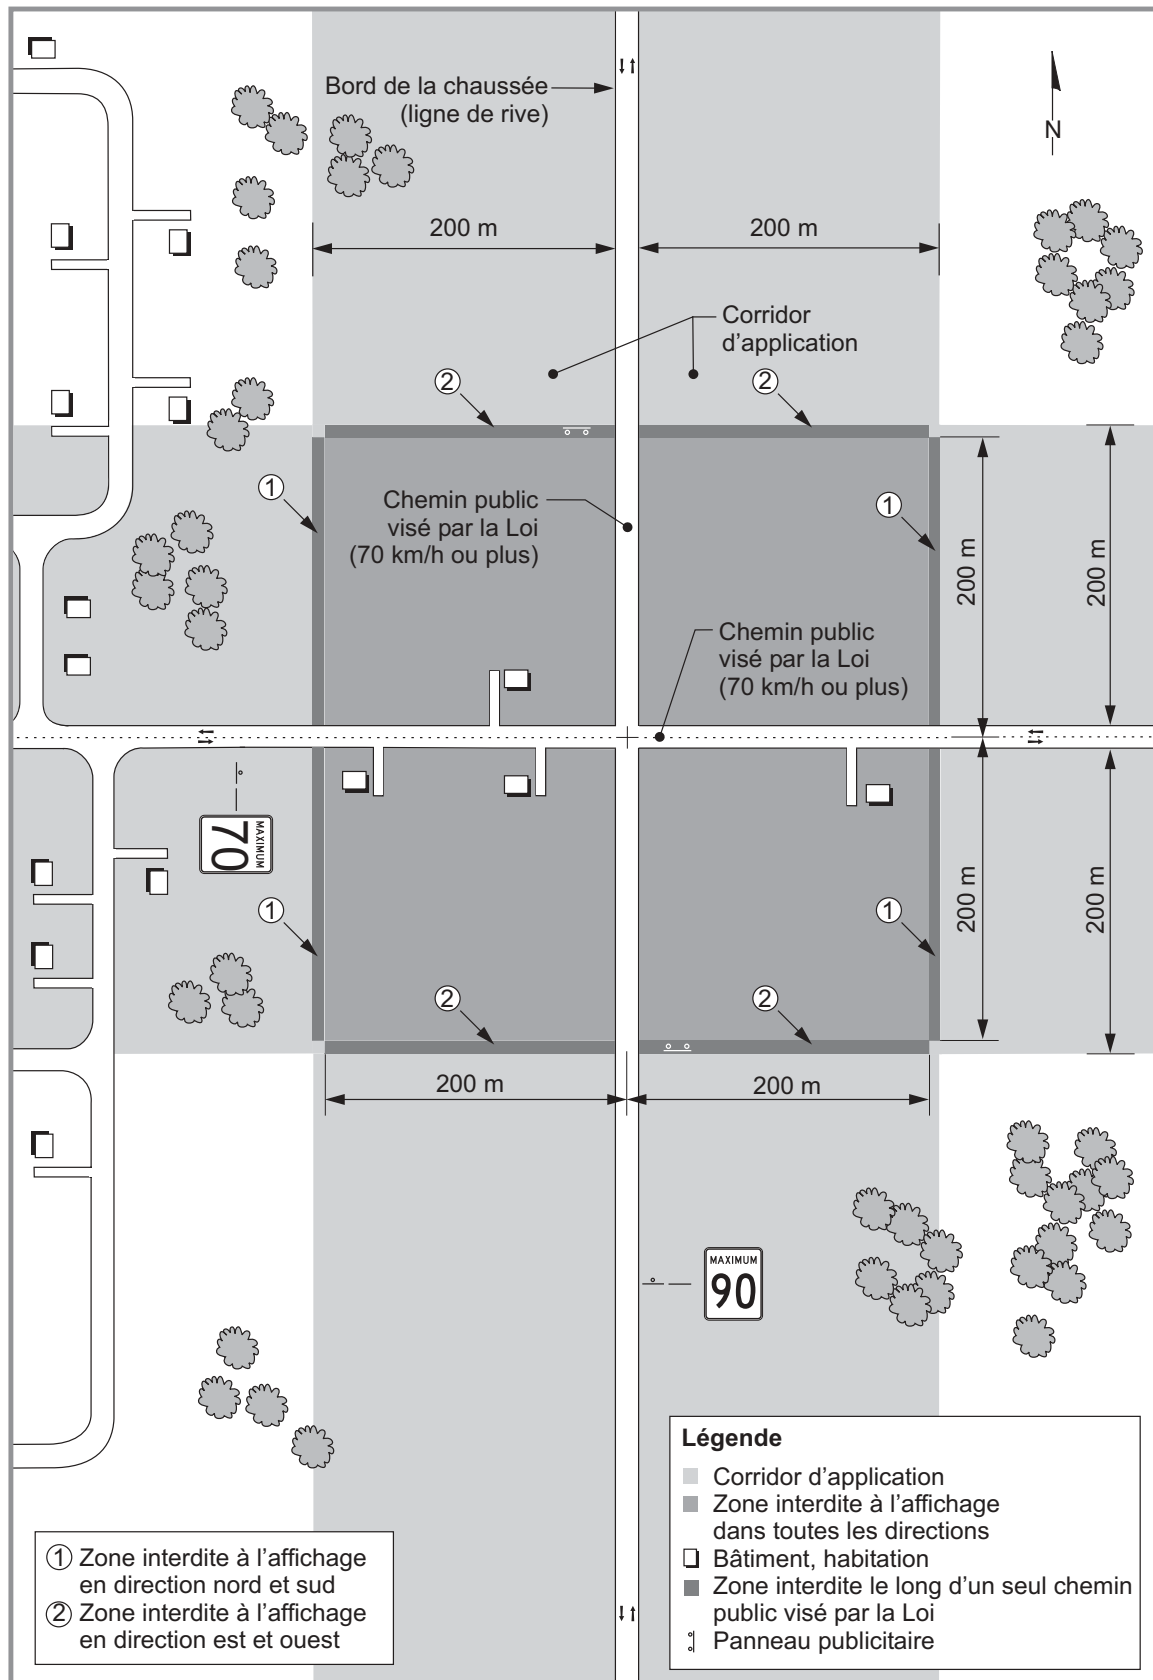 Bord de la chaussée
(ligne de rive)
N
200 m
200 m
Corridor
d'application
2
2
1
Chemin public
visé par la Loi
(70 km/h ou plus)
1
200 m
200 m
Chemin public
visé par la Loi
(70 km/h ou plus)
MAXIMUM
70
1
1
200 m
200 m
2
2
200 m
200 m
MAXIMUM
90
Légende
Corridor d'application
Zone interdite à l'affichage
dans toutes les directions
Bâtiment, habitation
Zone interdite le long d'un seul chemin
public visé par la Loi
Panneau publicitaire
1 Zone interdite à l'affichage
en direction nord et sud
2 Zone interdite à l'affichage
en direction est et ouest